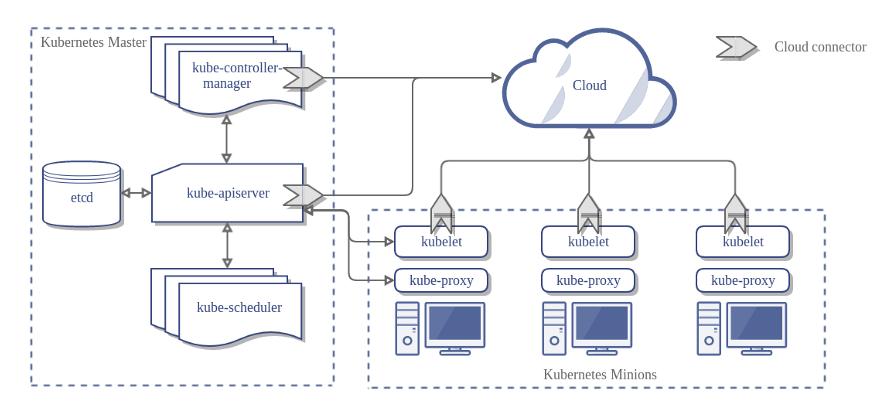 Kubernetes Master
kube-controller-
manager
Cloud
Cloud connector
etcd
kube-apiserver
kubelet
kubelet
kubelet
kube-proxy
kube-proxy
kube-proxy
kube-scheduler
Kubernetes Minions